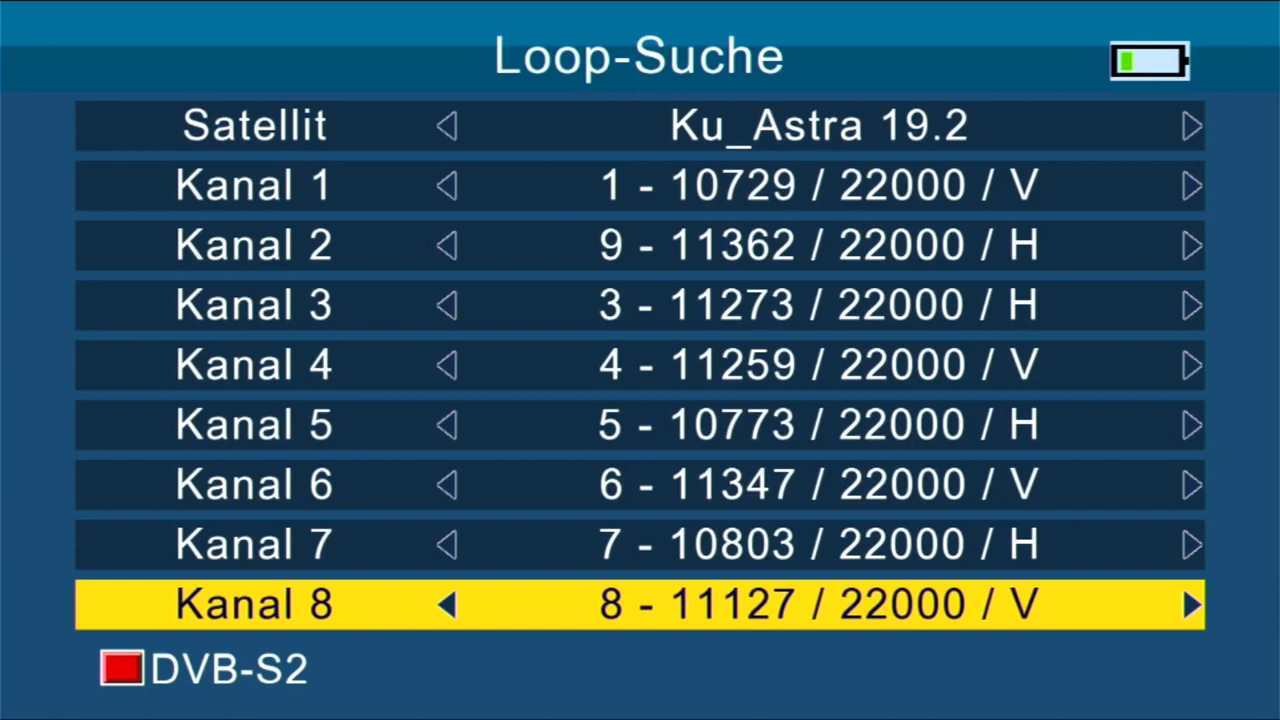 Loop-Suche
Satellit Ku_Astra 19.2
Kanal 1 1 - 10729 / 22000 / V
Kanal 2 9 - 11362 / 22000 / H
Kanal 3 3 - 11273 / 22000 / H
Kanal 4 4 - 11259 / 22000 / V
Kanal 5 5 - 10773 / 22000 / H
Kanal 6 6 - 11347 / 22000 / V
Kanal 7 7 - 10803 / 22000 / H
Kanal 8 8 - 11127 / 22000 / V
DVB-S2